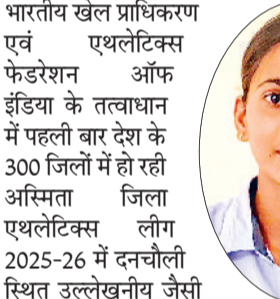 भारतीय खेल प्राधिकरण
एवं एथलेटिक्स
फेडरेशन ऑफ
इंडिया के तत्वाधान
में पहली बार देश के
300 जिलों में हो रही
अस्मिता जिला
एथलेटिक्स लीग
2025-26 में दनचौली
स्थित उल्लेखनीय जैसी